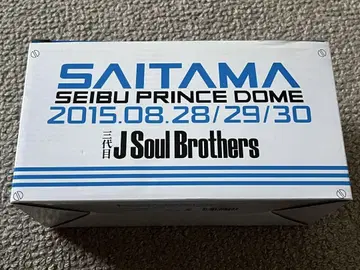 SAITAMA
SEIBU PRINCE DOME
2015.08.28/29/30
三代目 J Soul Brothers